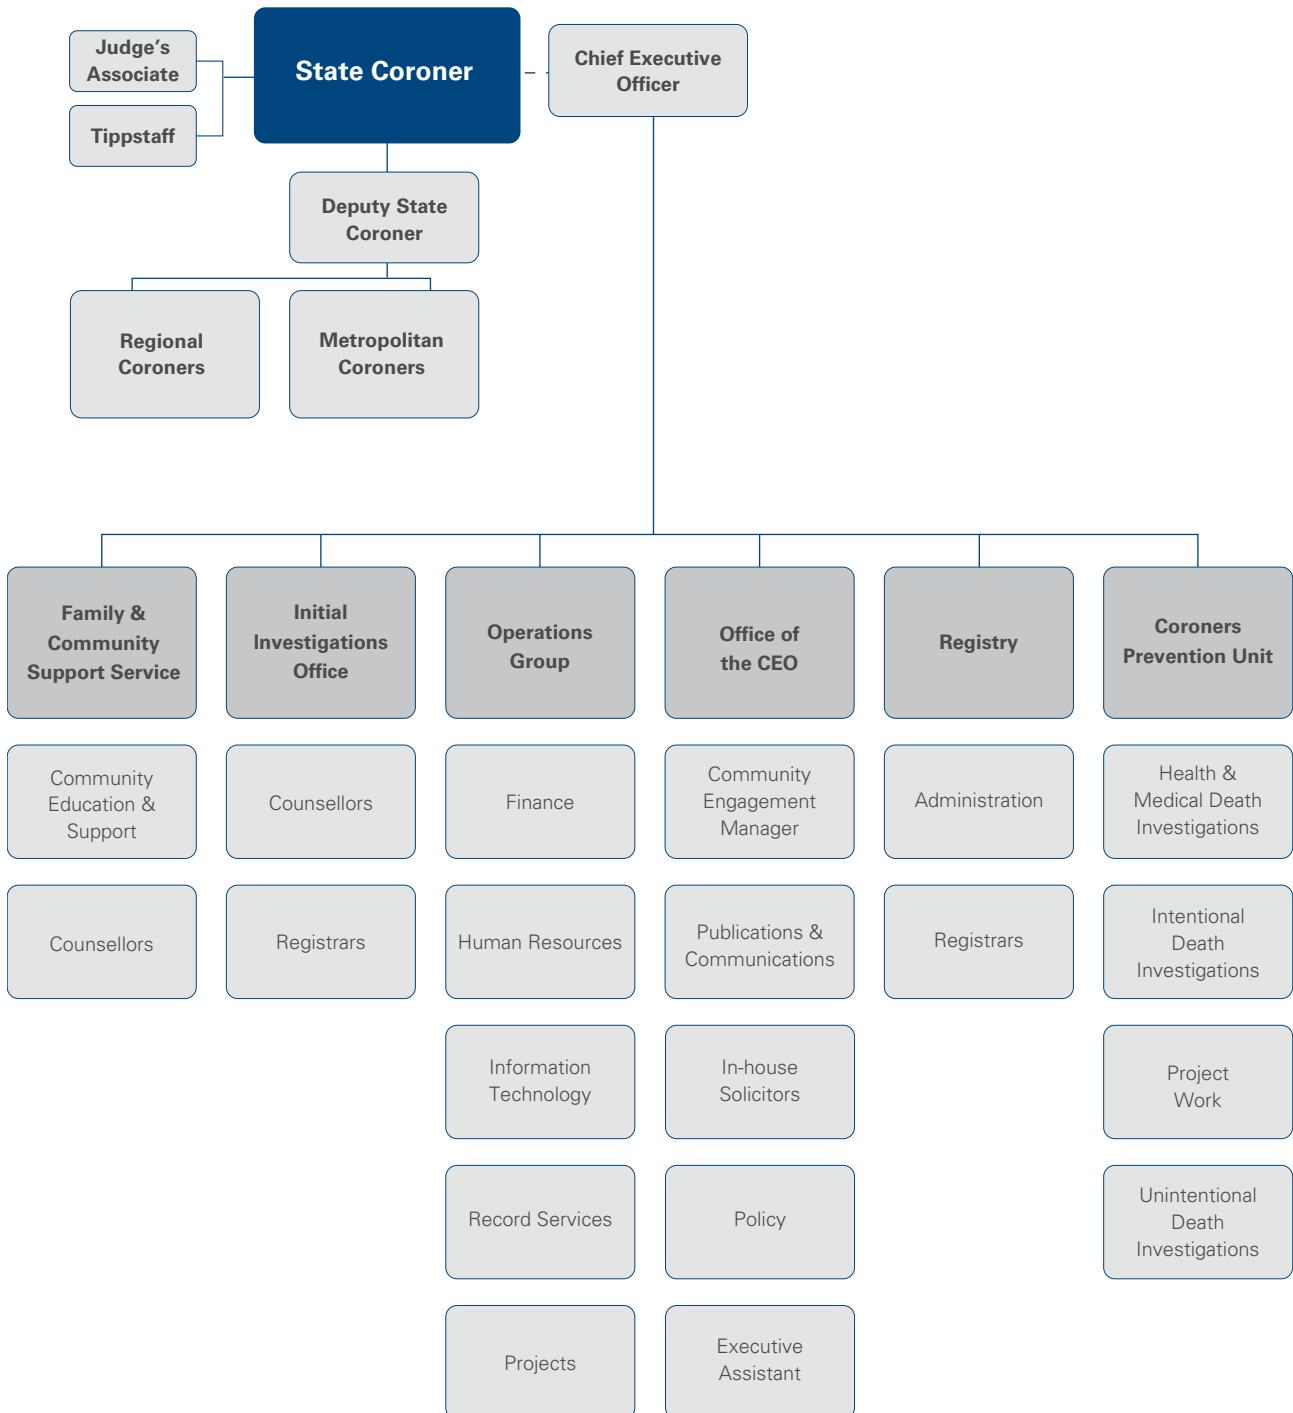 Judge's
Associate
Tippstaff
State Coroner
Chief Executive
Officer
Deputy State
Coroner
Regional
Coroners
Metropolitan
Coroners
Family &
Community
Support Service
Initial
Investigations
Office
Operations
Group
Office of
the CEO
Registry
Coroners
Prevention Unit
Community
Education &
Support
Counsellors
Finance
Community
Engagement
Manager
Administration
Health &
Medical Death
Investigations
Counsellors
Registrars
Human Resources
Publications &
Communications
Registrars
Intentional
Death
Investigations
Information
Technology
In-house
Solicitors
Project
Work
Record Services
Policy
Unintentional
Death
Investigations
Projects
Executive
Assistant